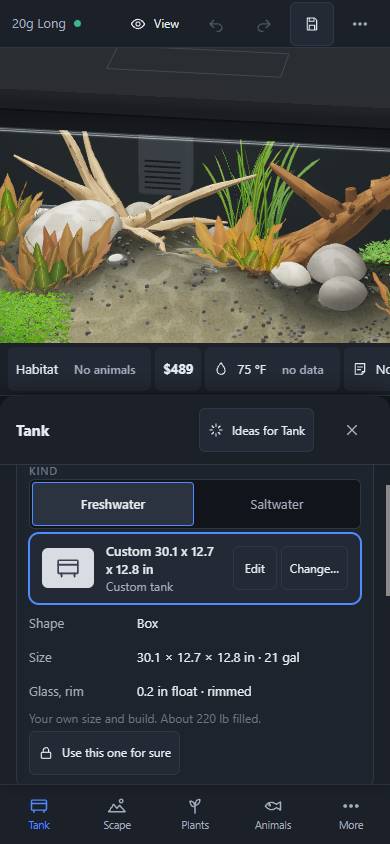 20g Long
View
Habitat No animals $489 75 °F no data
Tank
Ideas for Tank
KIND
Freshwater Saltwater
Custom 30.1 x 12.7
x 12.8 in
Custom tank
Edit Change...
Shape Box
Size 30.1 × 12.7 × 12.8 in · 21 gal
Glass, rim 0.2 in float · rimmed
Your own size and build. About 220 lb filled.
Use this one for sure
Tank Scape Plants Animals More